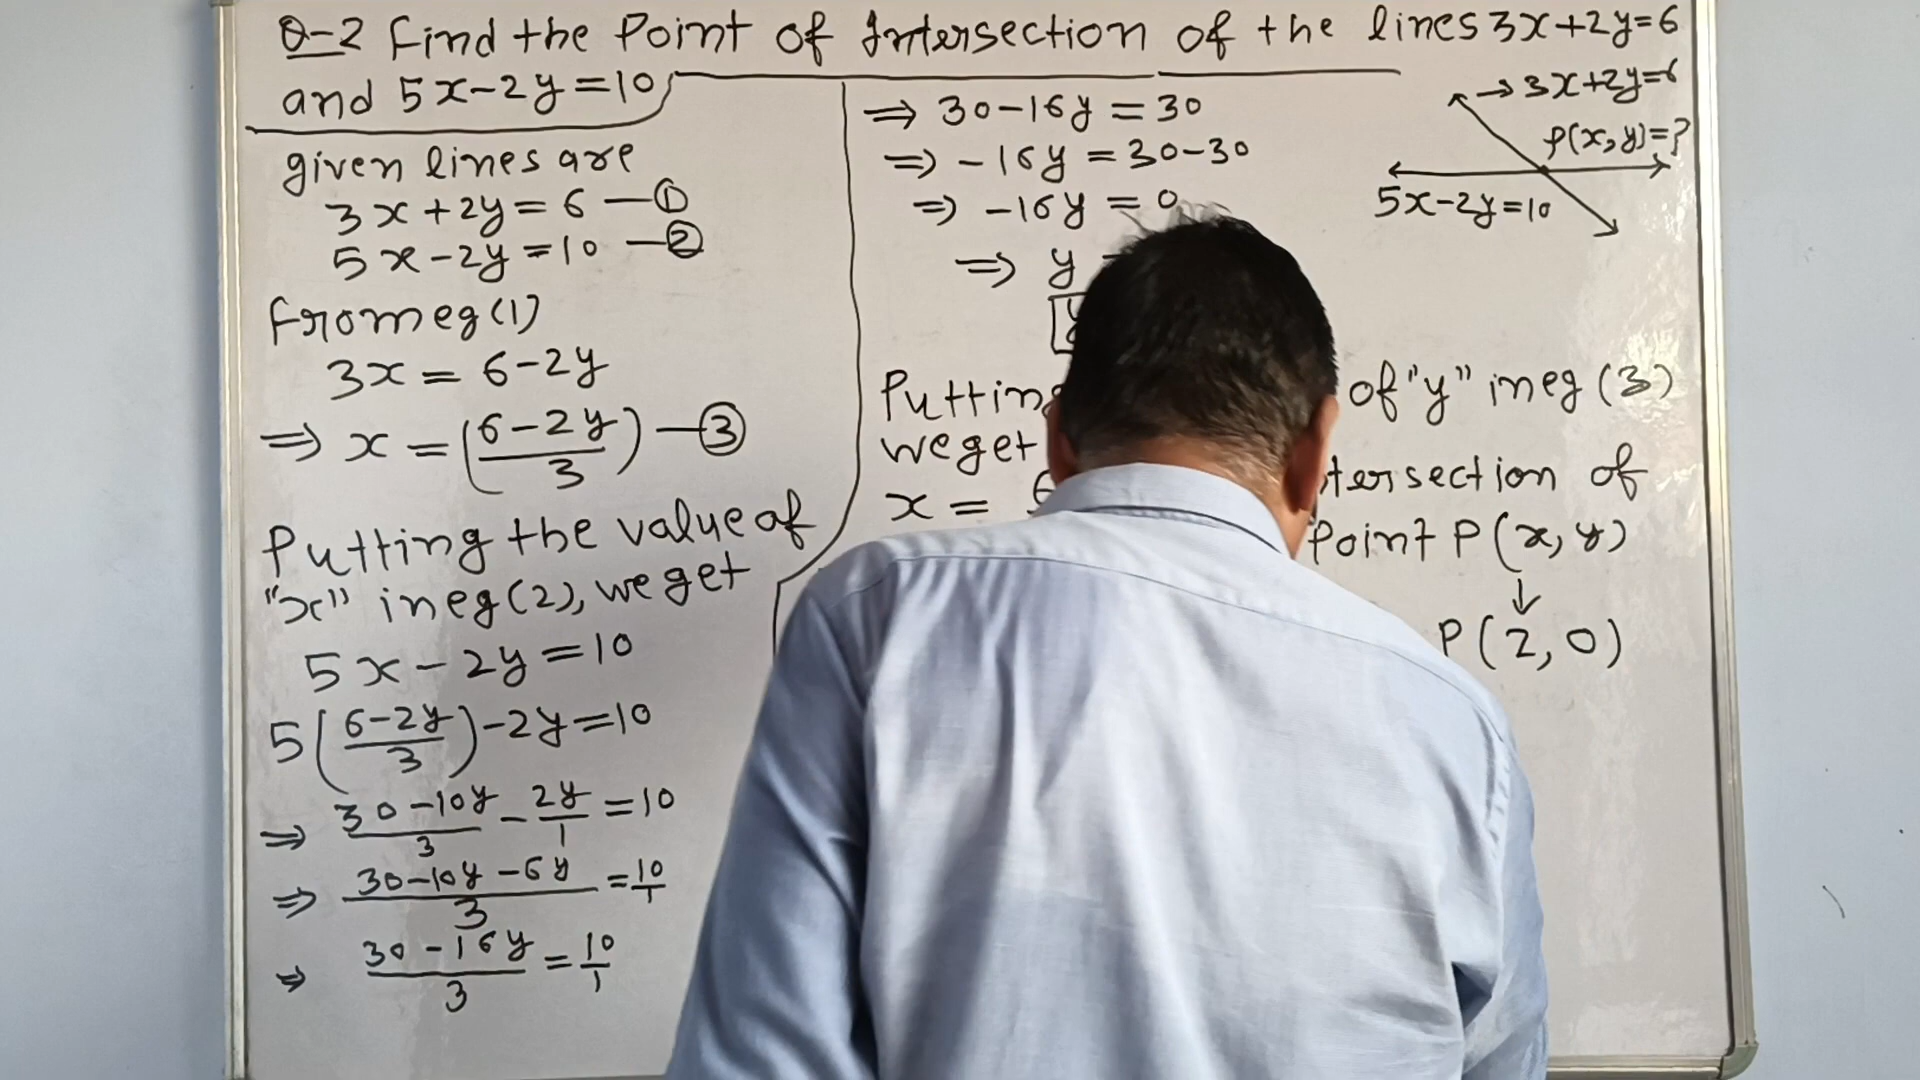 Q-2 Find the Point of Intersection of the lines 3x+2y=6
and 5x-2y=10
given lines are
3x+2y=6 —①
5x-2y=10 —②
From eq(1)
3x = 6-2y
⇒ x = (6-2y/3) —③
Putting the value of
"x" in eq(2), we get
5x-2y=10
5(6-2y/3)-2y=10
⇒ 30-10y/3 - 2y/1 = 10
⇒ 30-10y-6y/3 = 10/1
⇒ 30-16y/3 = 10/1
⇒ 30-16y = 30
⇒ -16y = 30-30
⇒ -16y = 0
⇒ y
Putting of "y" in eq(3)
we get
x =
→ 3x+2y=6
P(x,y)=?
5x-2y=10
tersection of
Point P(x,y)
↓
P(2,0)